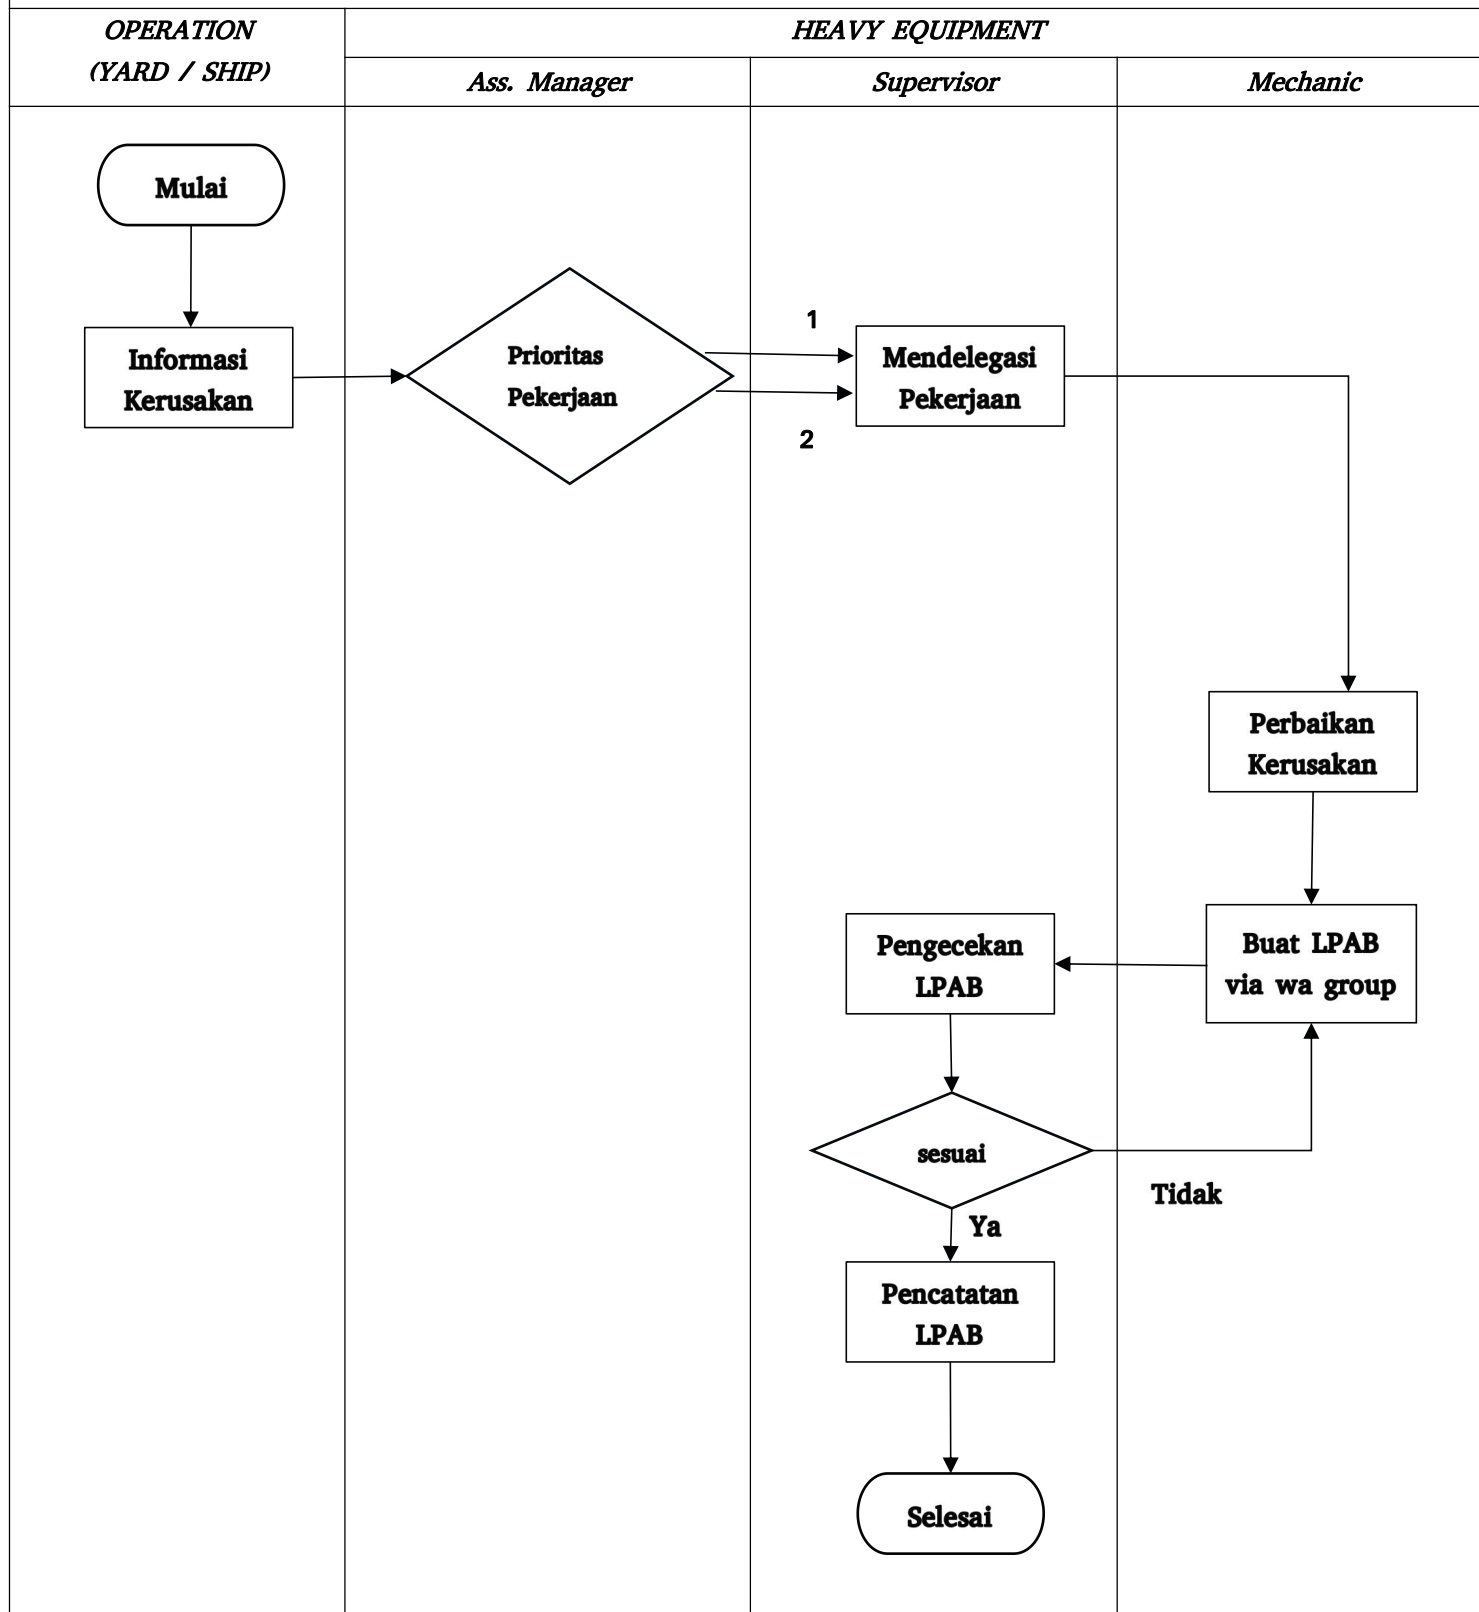 OPERATION
(YARD / SHIP)
HEAVY EQUIPMENT
Ass. Manager
Supervisor
Mechanic
Mulai
Informasi
Kerusakan
Prioritas
Pekerjaan
1
2
Mendelegasi
Pekerjaan
Perbaikan
Kerusakan
Buat LPAB
via wa group
Pengecekan
LPAB
sesuai
Tidak
Ya
Pencatatan
LPAB
Selesai